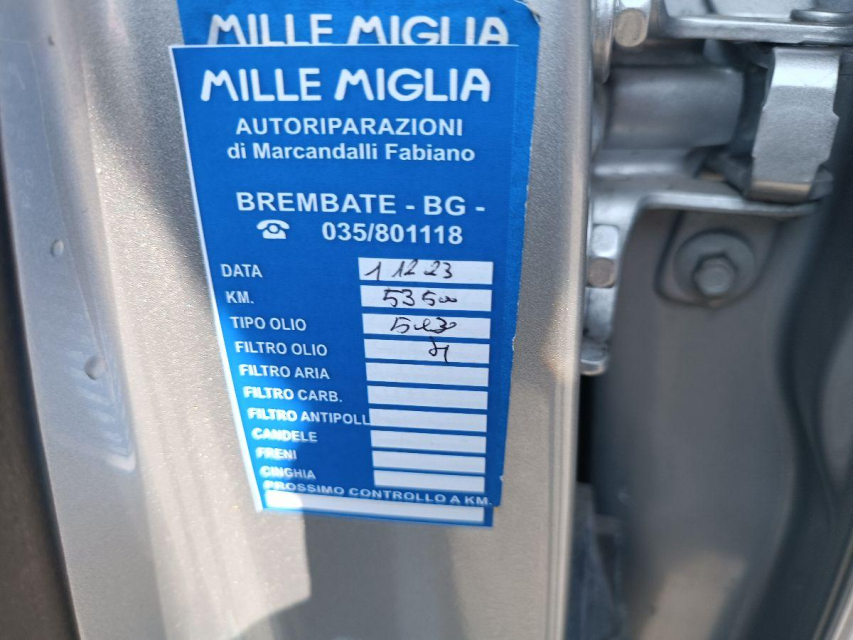 MILLE MIGLIA
MILLE MIGLIA
AUTORIPARAZIONI
di Marcandalli Fabiano
BREMBATE - BG -
☎ 035/801118
DATA 1 12 23
KM. 53500
TIPO OLIO 5W30
FILTRO OLIO
FILTRO ARIA
FILTRO CARB.
FILTRO ANTIPOLL
CANDELE
FRENI
CINGHIA
PROSSIMO CONTROLLO A KM.